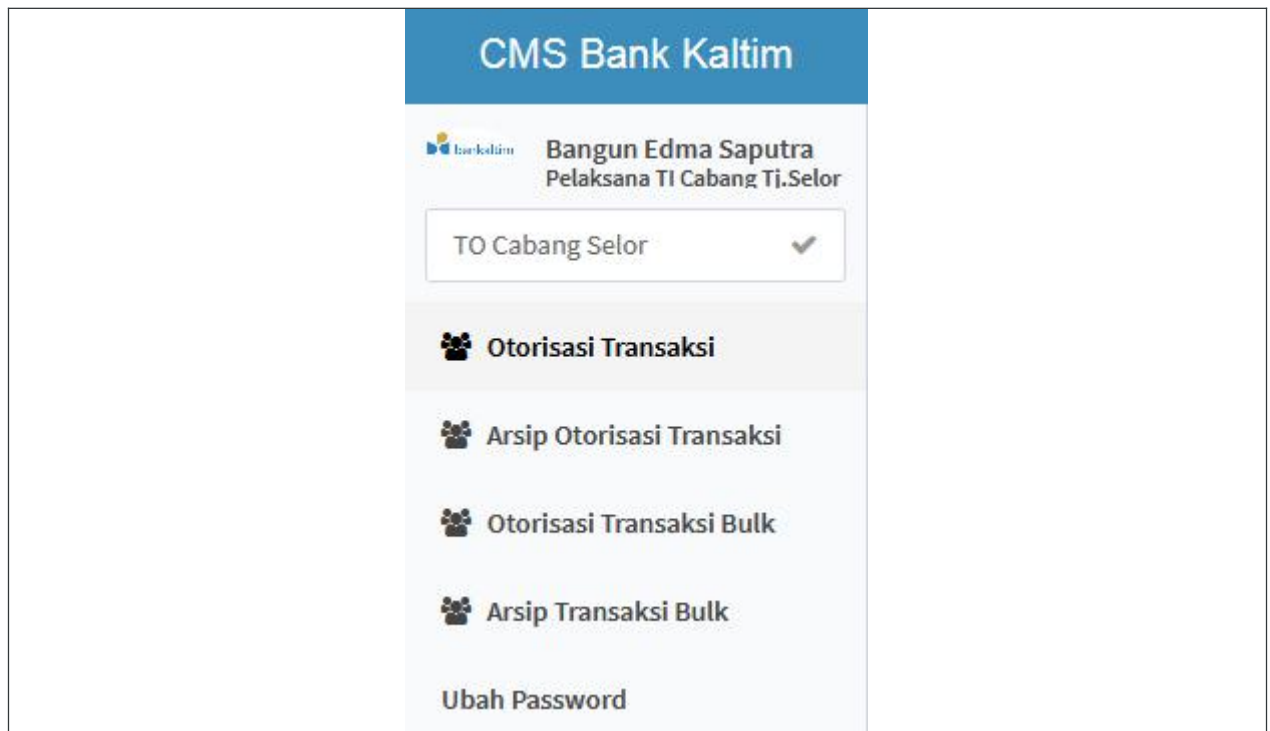 CMS Bank Kaltim
bankaltim
Bangun Edma Saputra
Pelaksana TI Cabang Tj.Selor
TO Cabang Selor
Otorisasi Transaksi
Arsip Otorisasi Transaksi
Otorisasi Transaksi Bulk
Arsip Transaksi Bulk
Ubah Password